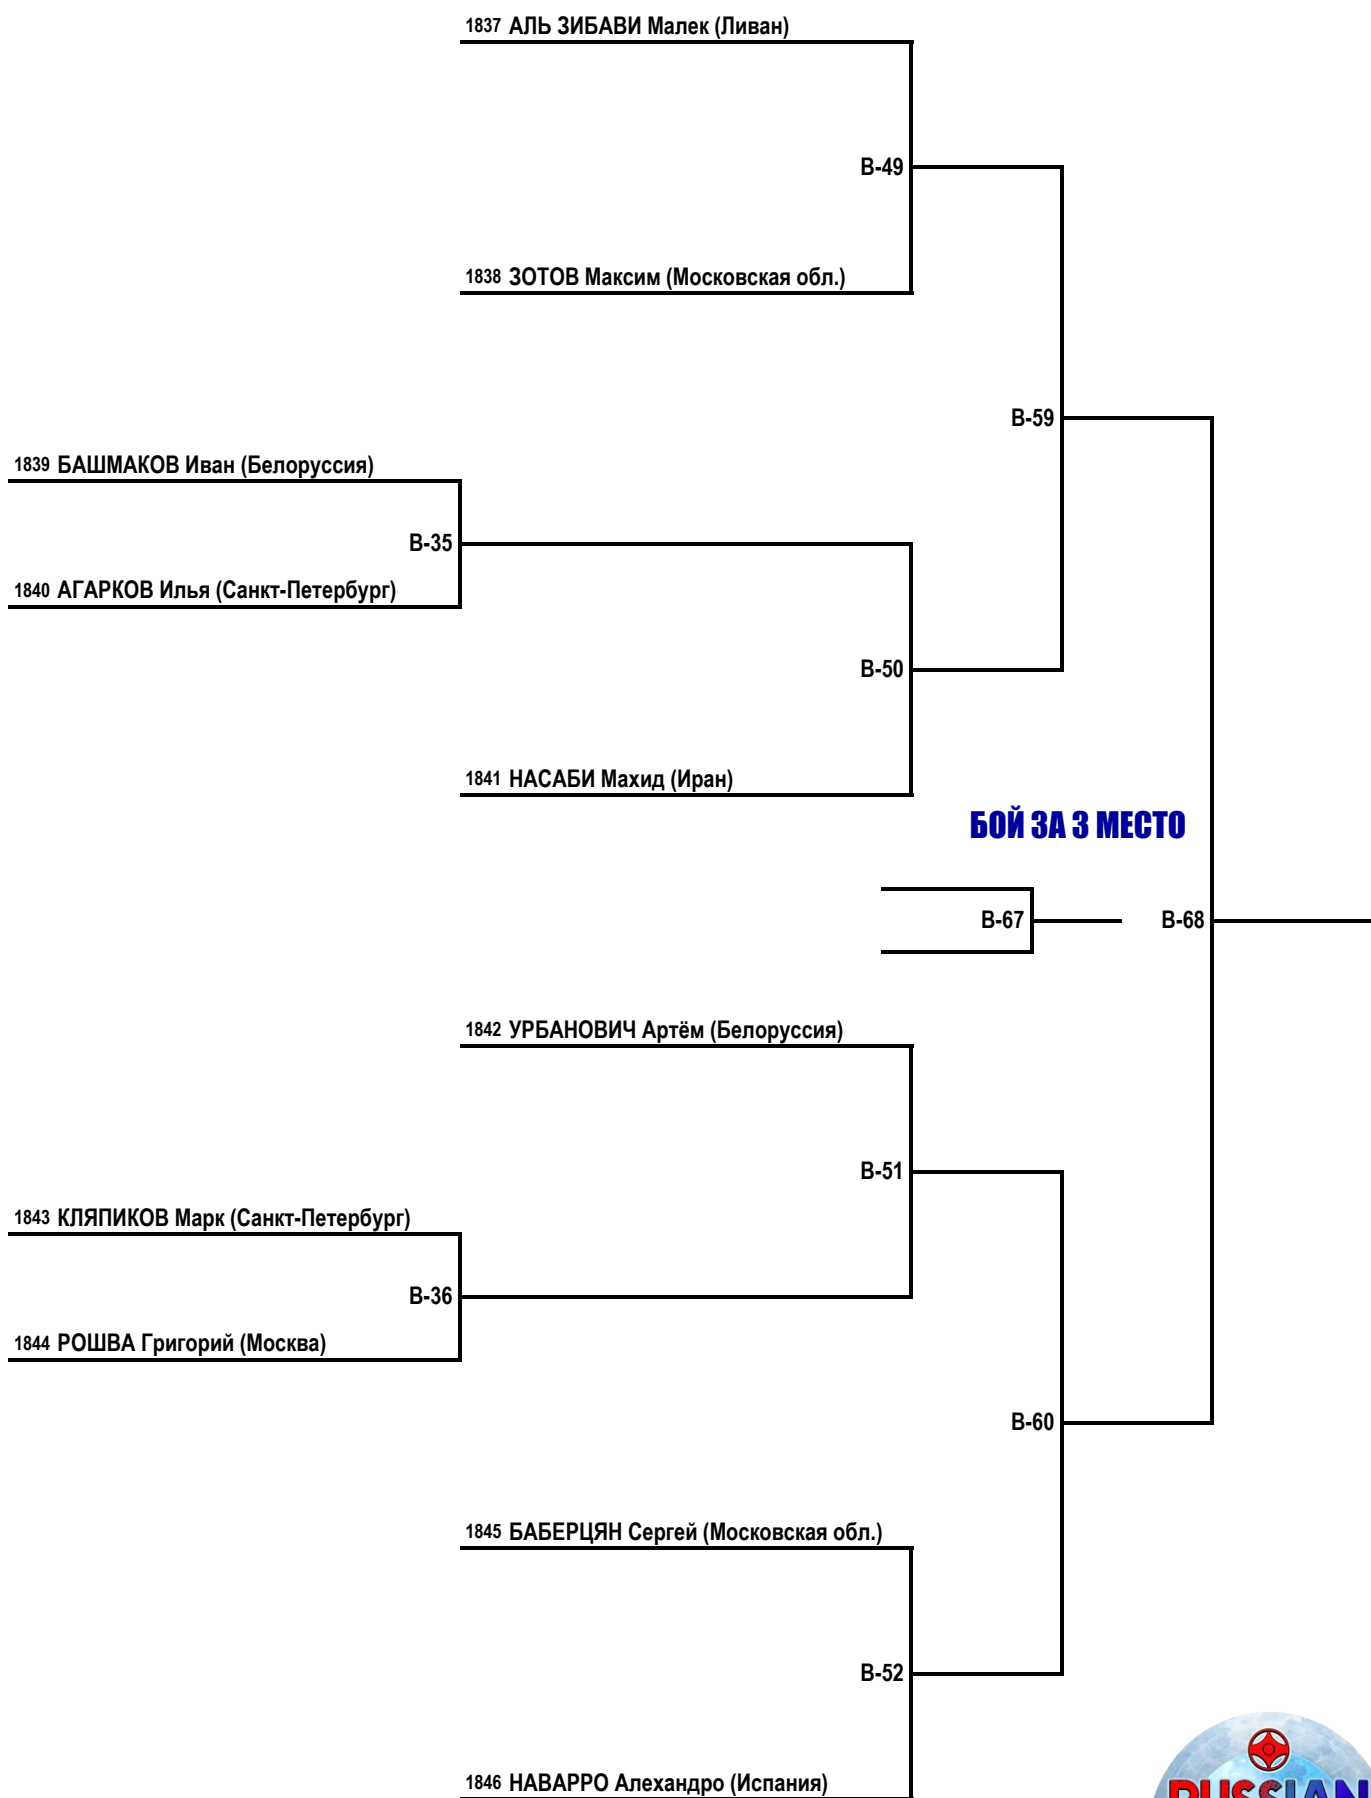 1837 АЛЬ ЗИБАВИ Малек (Ливан)
B-49
1838 ЗОТОВ Максим (Московская обл.)
B-59
1839 БАШМАКОВ Иван (Белоруссия)
B-35
1840 АГАРКОВ Илья (Санкт-Петербург)
B-50
1841 НАСАБИ Махид (Иран)
БОЙ ЗА 3 МЕСТО
B-67
B-68
1842 УРБАНОВИЧ Артём (Белоруссия)
B-51
1843 КЛЯПИКОВ Марк (Санкт-Петербург)
B-36
1844 РОШВА Григорий (Москва)
B-60
1845 БАБЕРЦЯН Сергей (Московская обл.)
B-52
1846 НАВАРРО Алехандро (Испания)
RUSSIAN